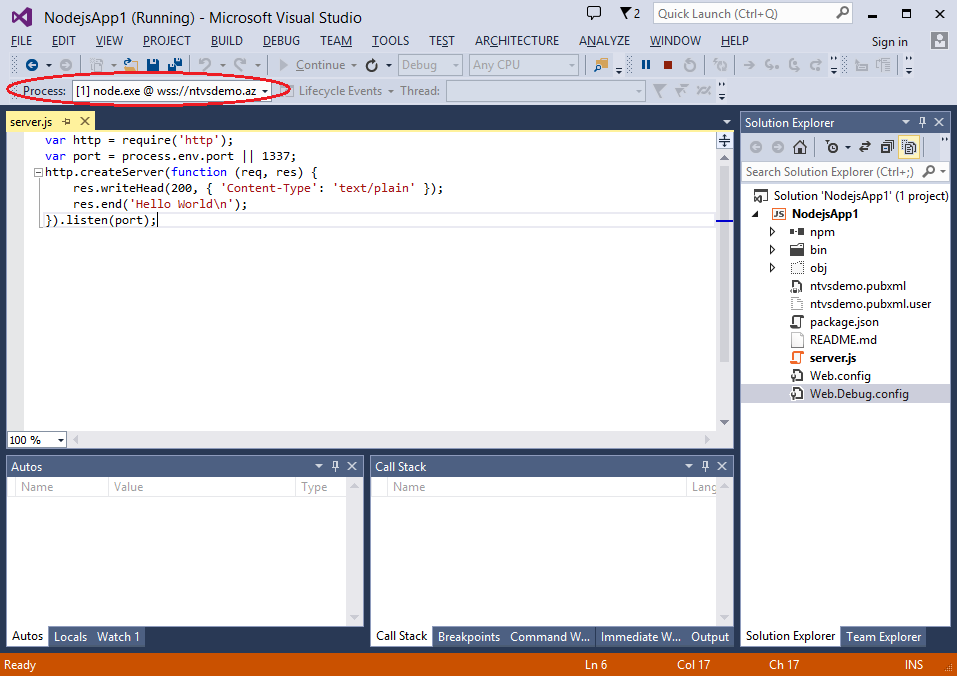 NodejsApp1 (Running) - Microsoft Visual Studio
2
Quick Launch (Ctrl+Q)
FILE EDIT VIEW PROJECT BUILD DEBUG TEAM TOOLS TEST ARCHITECTURE ANALYZE WINDOW HELP Sign in
Continue Debug Any CPU
Process: [1] node.exe @ wss://ntvsdemo.az Lifecycle Events Thread:
server.js
var http = require('http');
var port = process.env.port || 1337;
http.createServer(function (req, res) {
res.writeHead(200, { 'Content-Type': 'text/plain' });
res.end('Hello World\n');
}).listen(port);
100 %
Solution Explorer
Search Solution Explorer (Ctrl+;)
Solution 'NodejsApp1' (1 project)
JS NodejsApp1
npm
bin
obj
ntvsdemo.pubxml
ntvsdemo.pubxml.user
package.json
README.md
server.js
Web.config
Web.Debug.config
Autos
Name Value Type
Autos Locals Watch 1
Call Stack
Name Lang
Call Stack Breakpoints Command W... Immediate W... Output
Solution Explorer Team Explorer
Ready Ln 6 Col 17 Ch 17 INS